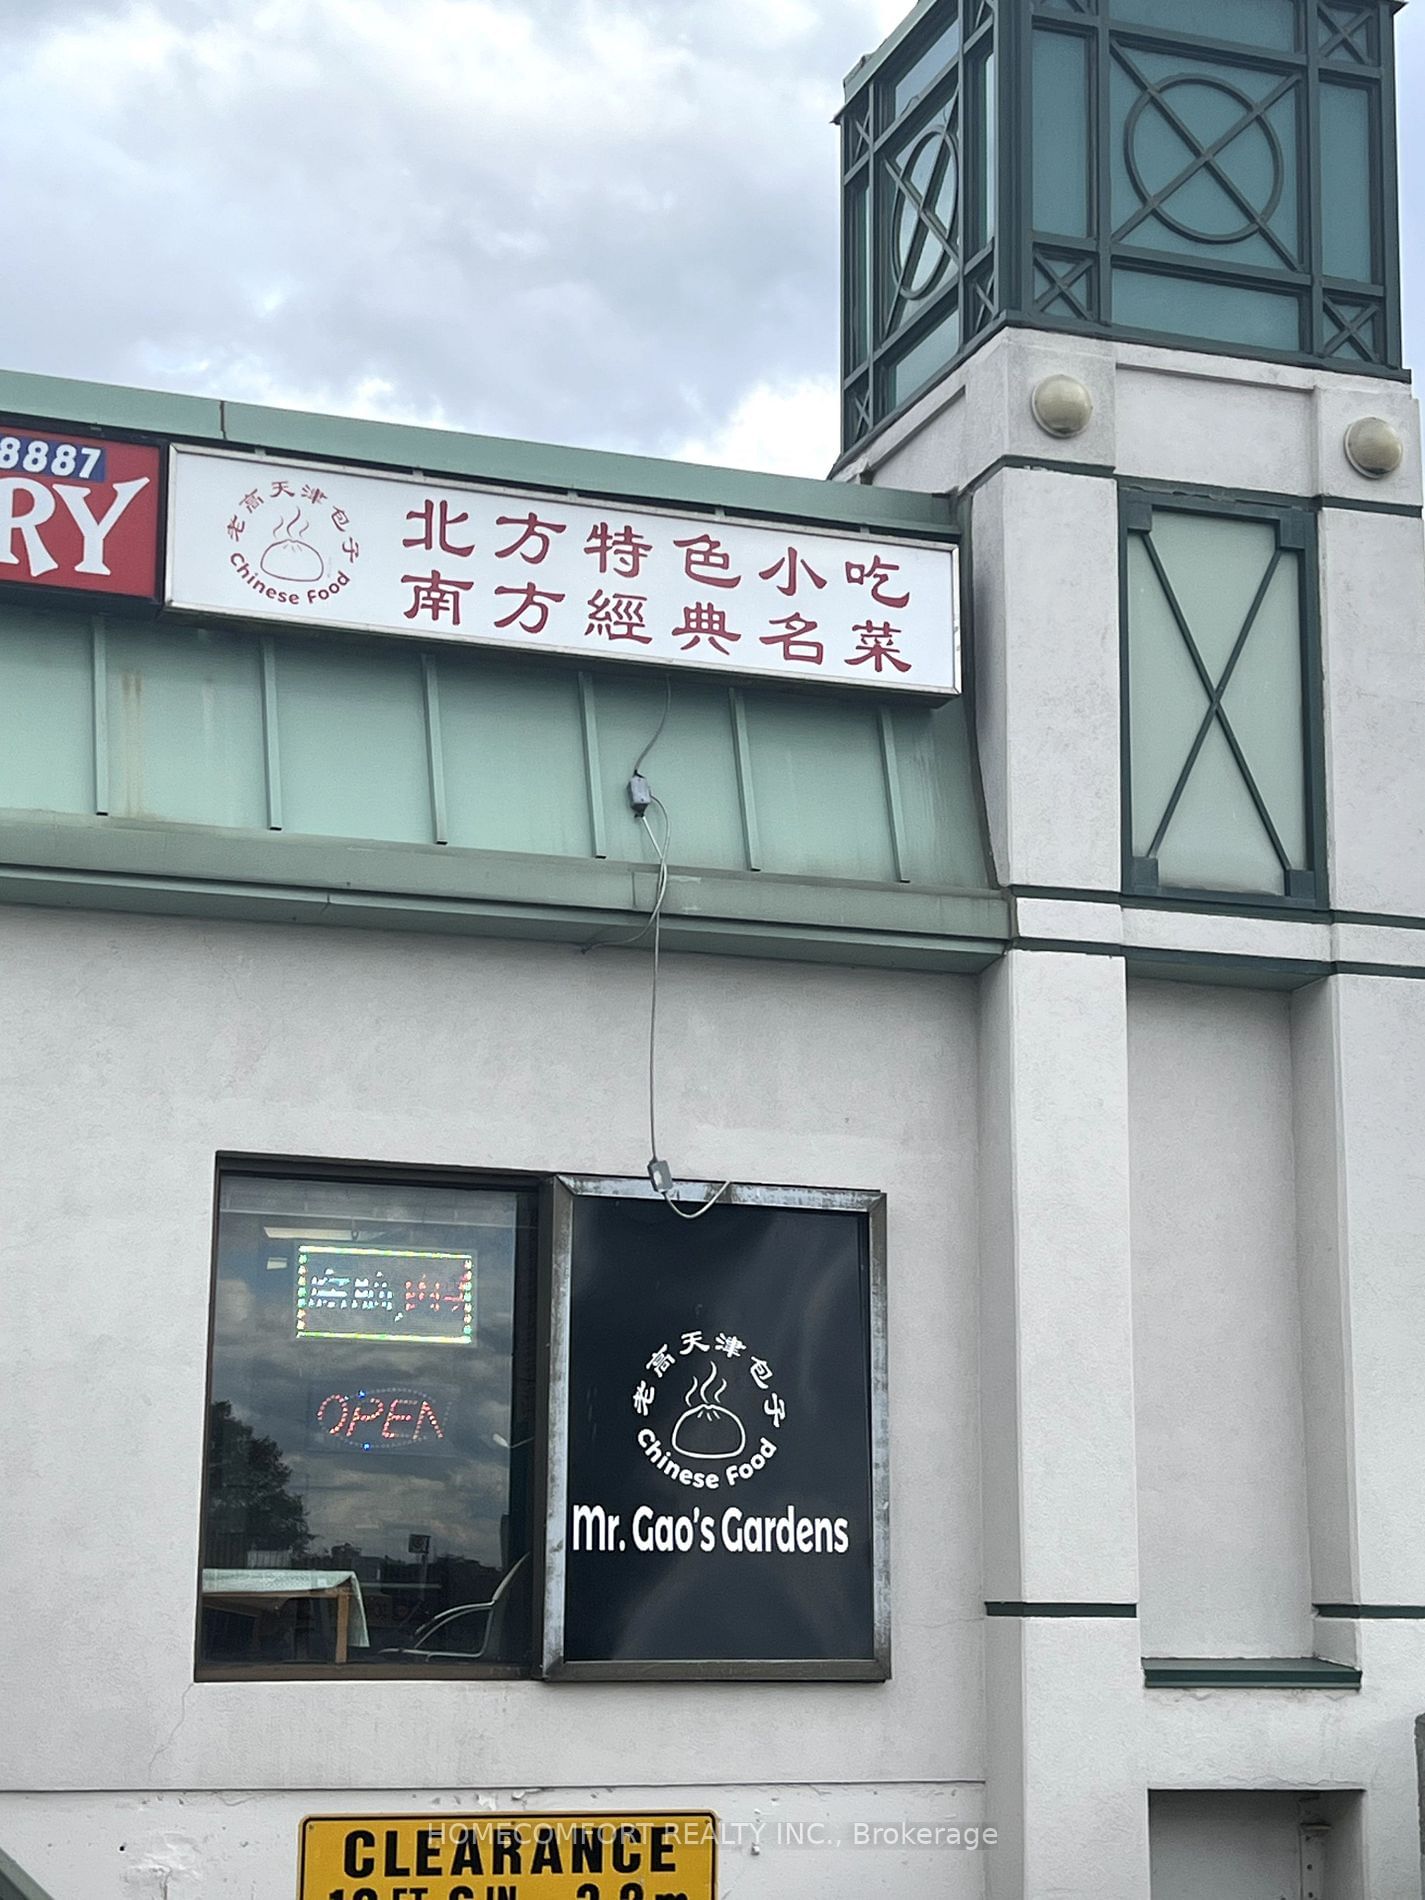 8887
RY
老高天津包子
Chinese Food
北方特色小吃
南方經典名菜
OPEN
老高天津包子
Chinese Food
Mr. Gao's Gardens
CLEARANCE
HOMECOMFORT REALTY INC., Brokerage